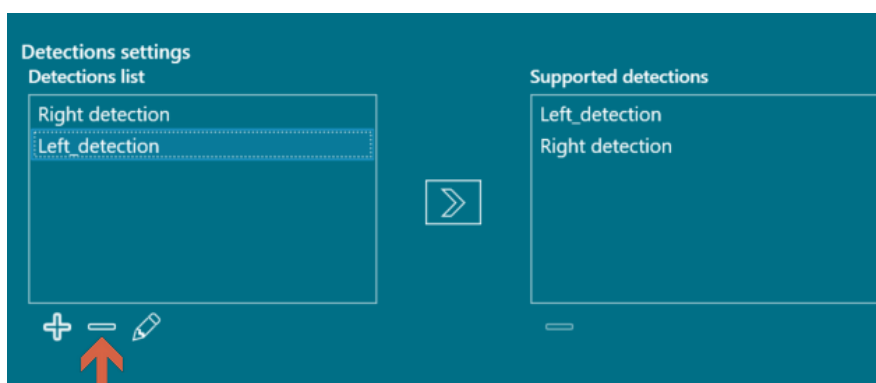 Detections settings
Detections list
Right detection
Left_detection
Supported detections
Left_detection
Right detection